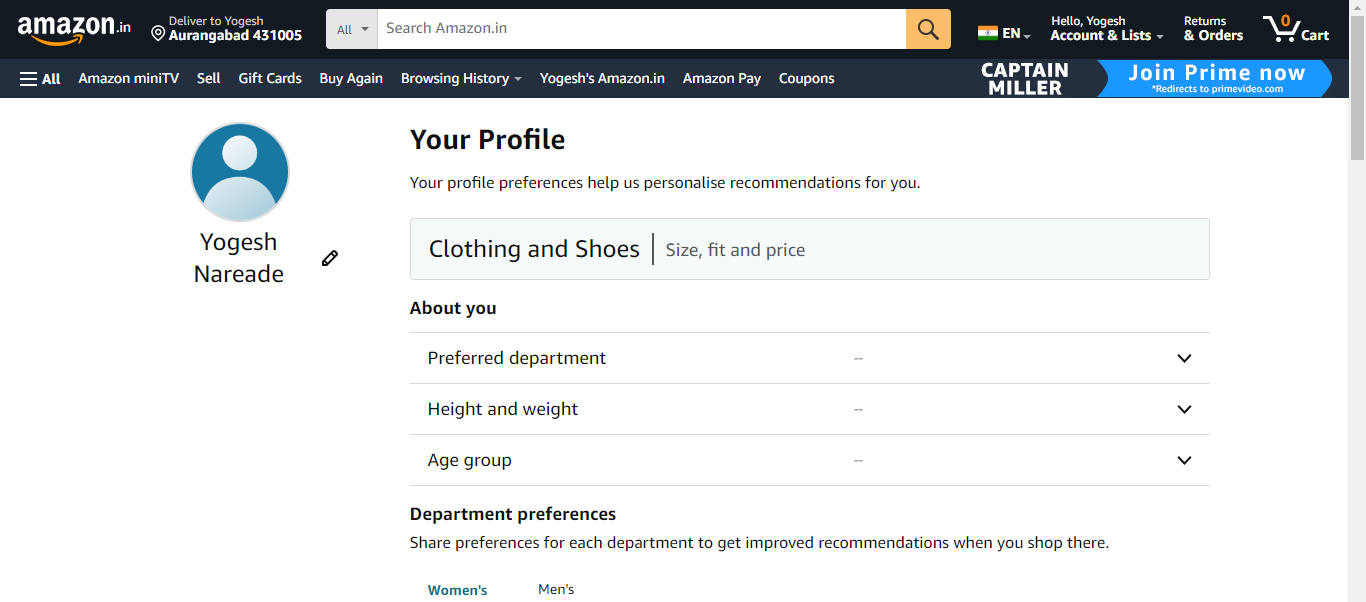 amazon.in
Deliver to Yogesh
Aurangabad 431005
All
Search Amazon.in
EN
Hello, Yogesh
Account & Lists
Returns
& Orders
0
Cart
All
Amazon miniTV
Sell
Gift Cards
Buy Again
Browsing History
Yogesh's Amazon.in
Amazon Pay
Coupons
CAPTAIN
MILLER
Join Prime now
*Redirects to primevideo.com
Yogesh
Nareade
Your Profile
Your profile preferences help us personalise recommendations for you.
Clothing and Shoes | Size, fit and price
About you
Preferred department --
Height and weight --
Age group --
Department preferences
Share preferences for each department to get improved recommendations when you shop there.
Women's Men's